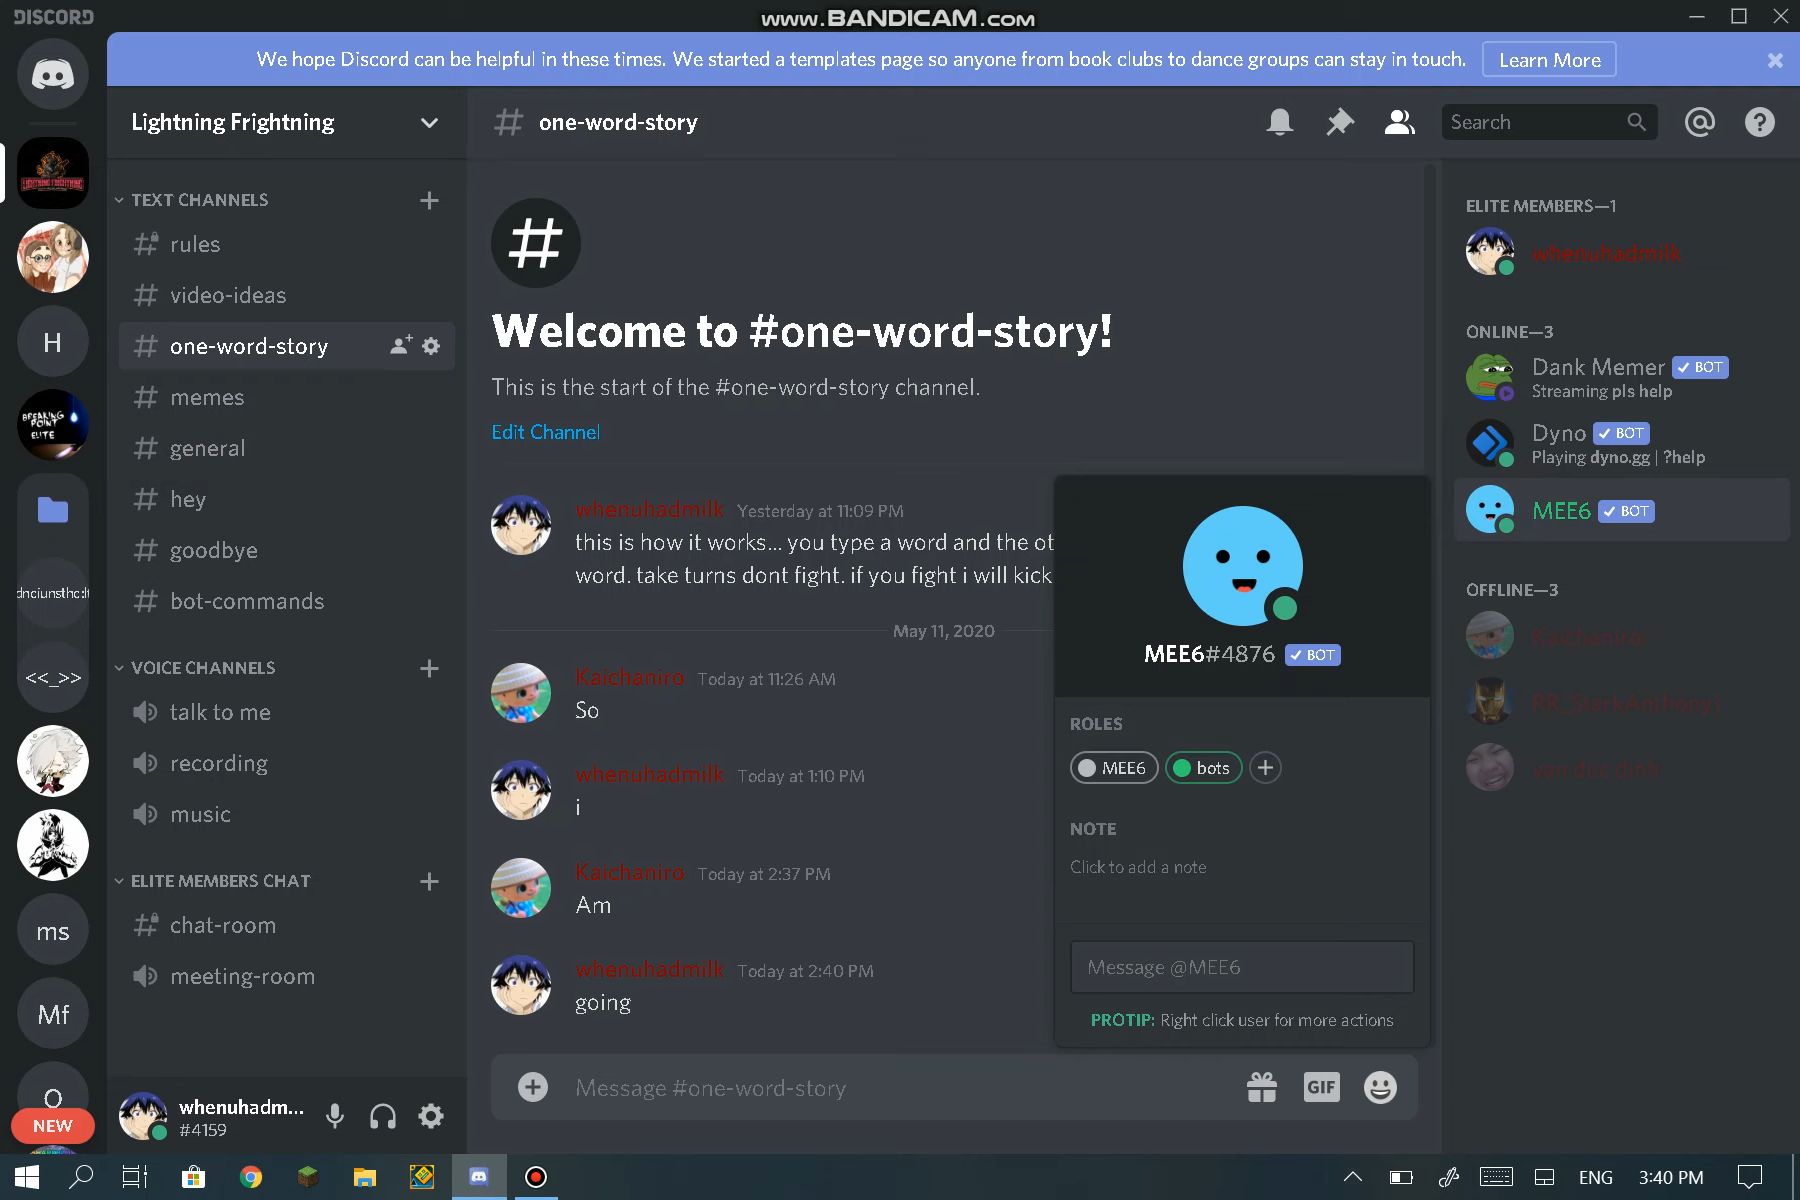 DISCORD
www.BANDICAM.com
We hope Discord can be helpful in these times. We started a templates page so anyone from book clubs to dance groups can stay in touch.
Learn More
Lightning Frightning
one-word-story
Search
LIGHTNING FRIGHTNING
H
BREAKING
POINT
ELITE
<<_>>
ms
Mf
O
NEW
TEXT CHANNELS
rules
video-ideas
one-word-story
memes
general
hey
goodbye
bot-commands
VOICE CHANNELS
talk to me
recording
music
ELITE MEMBERS CHAT
chat-room
meeting-room
whenuhadm...
#4159
#
Welcome to #one-word-story!
This is the start of the #one-word-story channel.
Edit Channel
whenuhadmilk Yesterday at 11:09 PM
this is how it works... you type a word and the ot
word. take turns dont fight. if you fight i will kick
May 11, 2020
Kaichaniro Today at 11:26 AM
So
whenuhadmilk Today at 1:10 PM
i
Kaichaniro Today at 2:37 PM
Am
whenuhadmilk Today at 2:40 PM
going
Message #one-word-story
GIF
MEE6#4876 BOT
ROLES
MEE6 bots
NOTE
Click to add a note
Message @MEE6
PROTIP: Right click user for more actions
ELITE MEMBERS—1
whenuhadmilk
ONLINE—3
Dank Memer BOT
Streaming pls help
Dyno BOT
Playing dyno.gg | ?help
MEE6 BOT
OFFLINE—3
Kaichaniro
RR_StarkAnthony1
ENG
3:40 PM